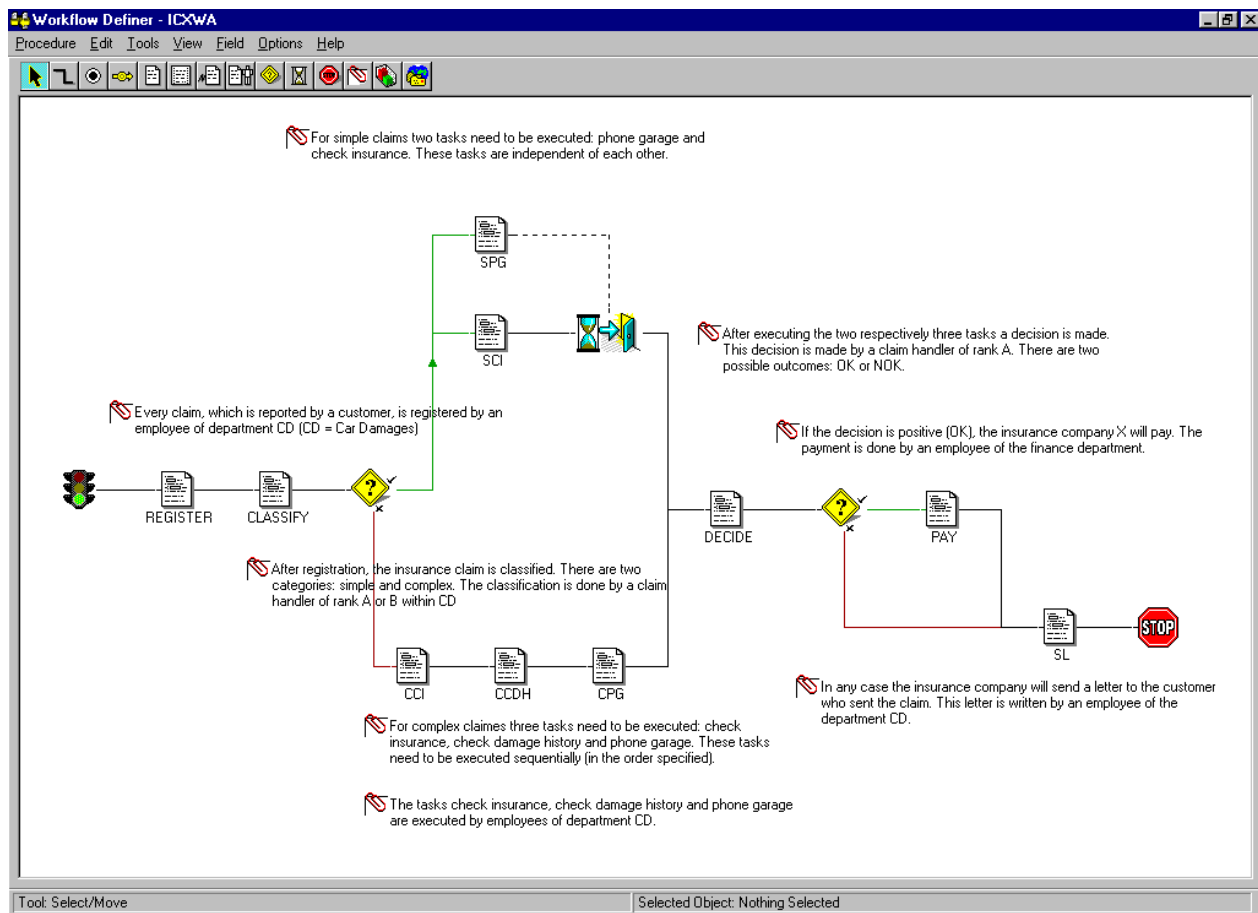 Workflow Definer - ICXWA
Procedure Edit Tools View Field Options Help
For simple claims two tasks need to be executed: phone garage and
check insurance. These tasks are independent of each other.
SPG
SCI
After executing the two respectively three tasks a decision is made.
This decision is made by a claim handler of rank A. There are two
possible outcomes: OK or NOK.
Every claim, which is reported by a customer, is registered by an
employee of department CD (CD = Car Damages)
If the decision is positive (OK), the insurance company X will pay. The
payment is done by an employee of the finance department.
?
?
REGISTER
CLASSIFY
DECIDE
PAY
After registration, the insurance claim is classified. There are two
categories: simple and complex. The classification is done by a claim
handler of rank A or B within CD
STOP
SL
CCI
CCDH
CPG
In any case the insurance company will send a letter to the customer
who sent the claim. This letter is written by an employee of the
department CD.
For complex claimes three tasks need to be executed: check
insurance, check damage history and phone garage. These tasks
need to be executed sequentially (in the order specified).
The tasks check insurance, check damage history and phone garage
are executed by employees of department CD.
Tool: Select/Move
Selected Object: Nothing Selected